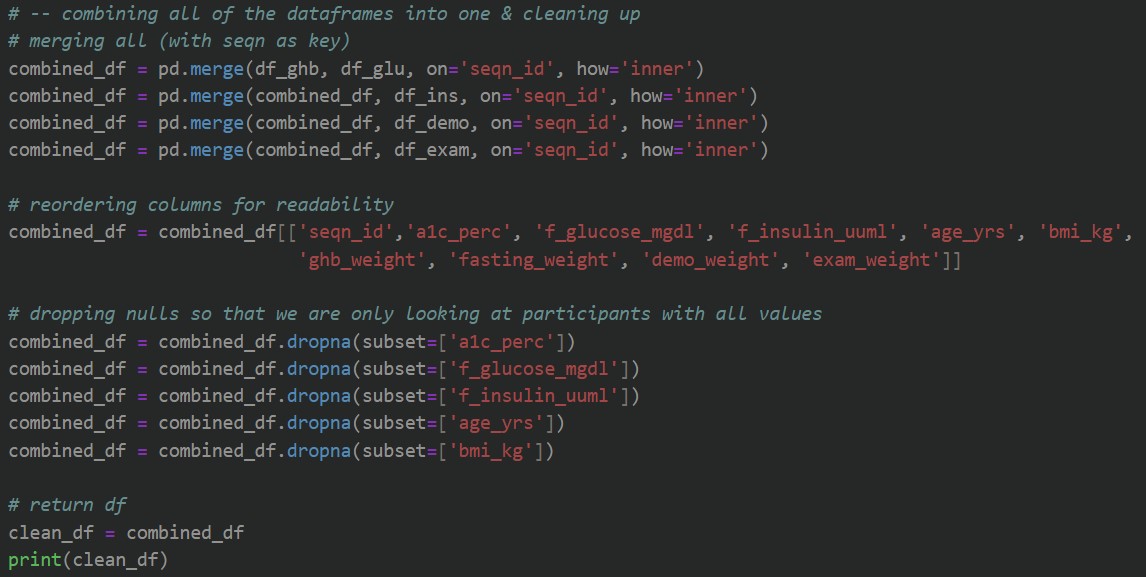 # -- combining all of the dataframes into one & cleaning up
# merging all (with seqn as key)
combined_df = pd.merge(df_ghb, df_glu, on='seqn_id', how='inner')
combined_df = pd.merge(combined_df, df_ins, on='seqn_id', how='inner')
combined_df = pd.merge(combined_df, df_demo, on='seqn_id', how='inner')
combined_df = pd.merge(combined_df, df_exam, on='seqn_id', how='inner')

# reordering columns for readability
combined_df = combined_df[['seqn_id','a1c_perc', 'f_glucose_mgdl', 'f_insulin_uuml', 'age_yrs', 'bmi_kg',
                           'ghb_weight', 'fasting_weight', 'demo_weight', 'exam_weight']]

# dropping nulls so that we are only looking at participants with all values
combined_df = combined_df.dropna(subset=['a1c_perc'])
combined_df = combined_df.dropna(subset=['f_glucose_mgdl'])
combined_df = combined_df.dropna(subset=['f_insulin_uuml'])
combined_df = combined_df.dropna(subset=['age_yrs'])
combined_df = combined_df.dropna(subset=['bmi_kg'])

# return df
clean_df = combined_df
print(clean_df)